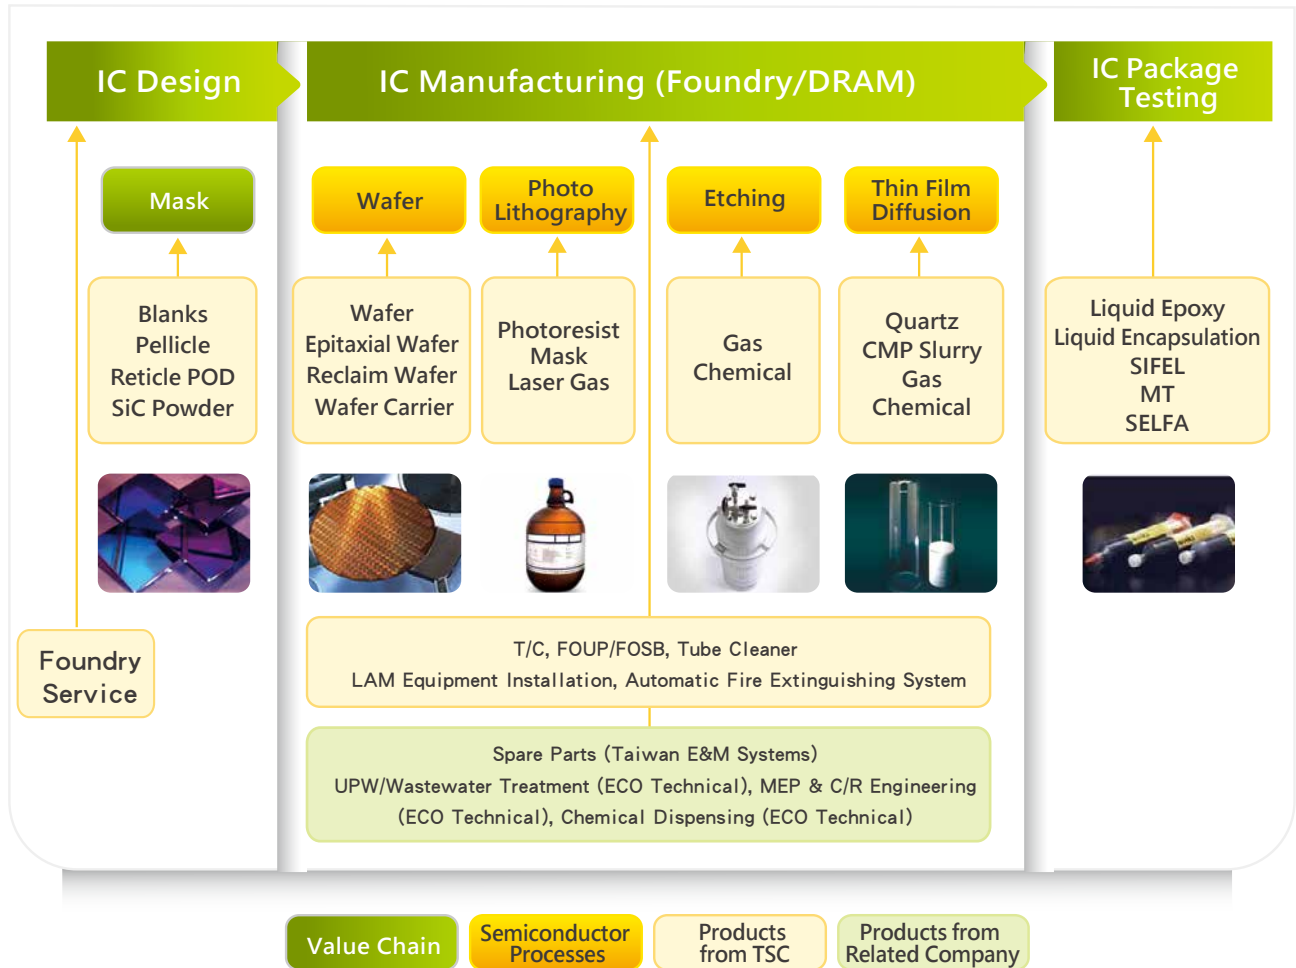 IC Design
IC Manufacturing (Foundry/DRAM)
IC Package
Testing
Mask
Wafer
Photo
Lithography
Etching
Thin Film
Diffusion
Blanks
Pellicle
Reticle POD
SiC Powder
Wafer
Epitaxial Wafer
Reclaim Wafer
Wafer Carrier
Photoresist
Mask
Laser Gas
Gas
Chemical
Quartz
CMP Slurry
Gas
Chemical
Liquid Epoxy
Liquid Encapsulation
SIFEL
MT
SELFA
Foundry
Service
T/C, FOUP/FOSB, Tube Cleaner
LAM Equipment Installation, Automatic Fire Extinguishing System
Spare Parts (Taiwan E&M Systems)
UPW/Wastewater Treatment (ECO Technical), MEP & C/R Engineering
(ECO Technical), Chemical Dispensing (ECO Technical)
Value Chain
Semiconductor
Processes
Products
from TSC
Products from
Related Company